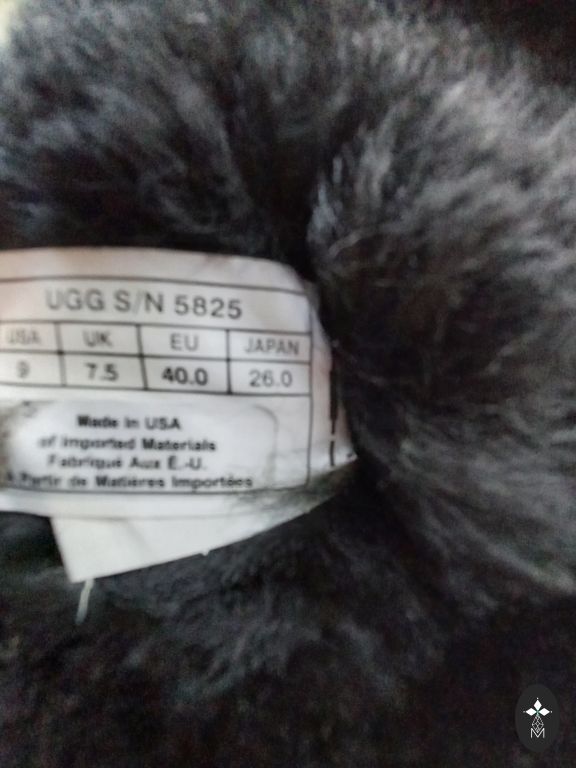 UGG S/N 5825
USA UK EU JAPAN
9 7.5 40.0 26.0
Made in USA
of Imported Materials
Fabriqué Aux É.-U.
À Partir de Matières Importées
M